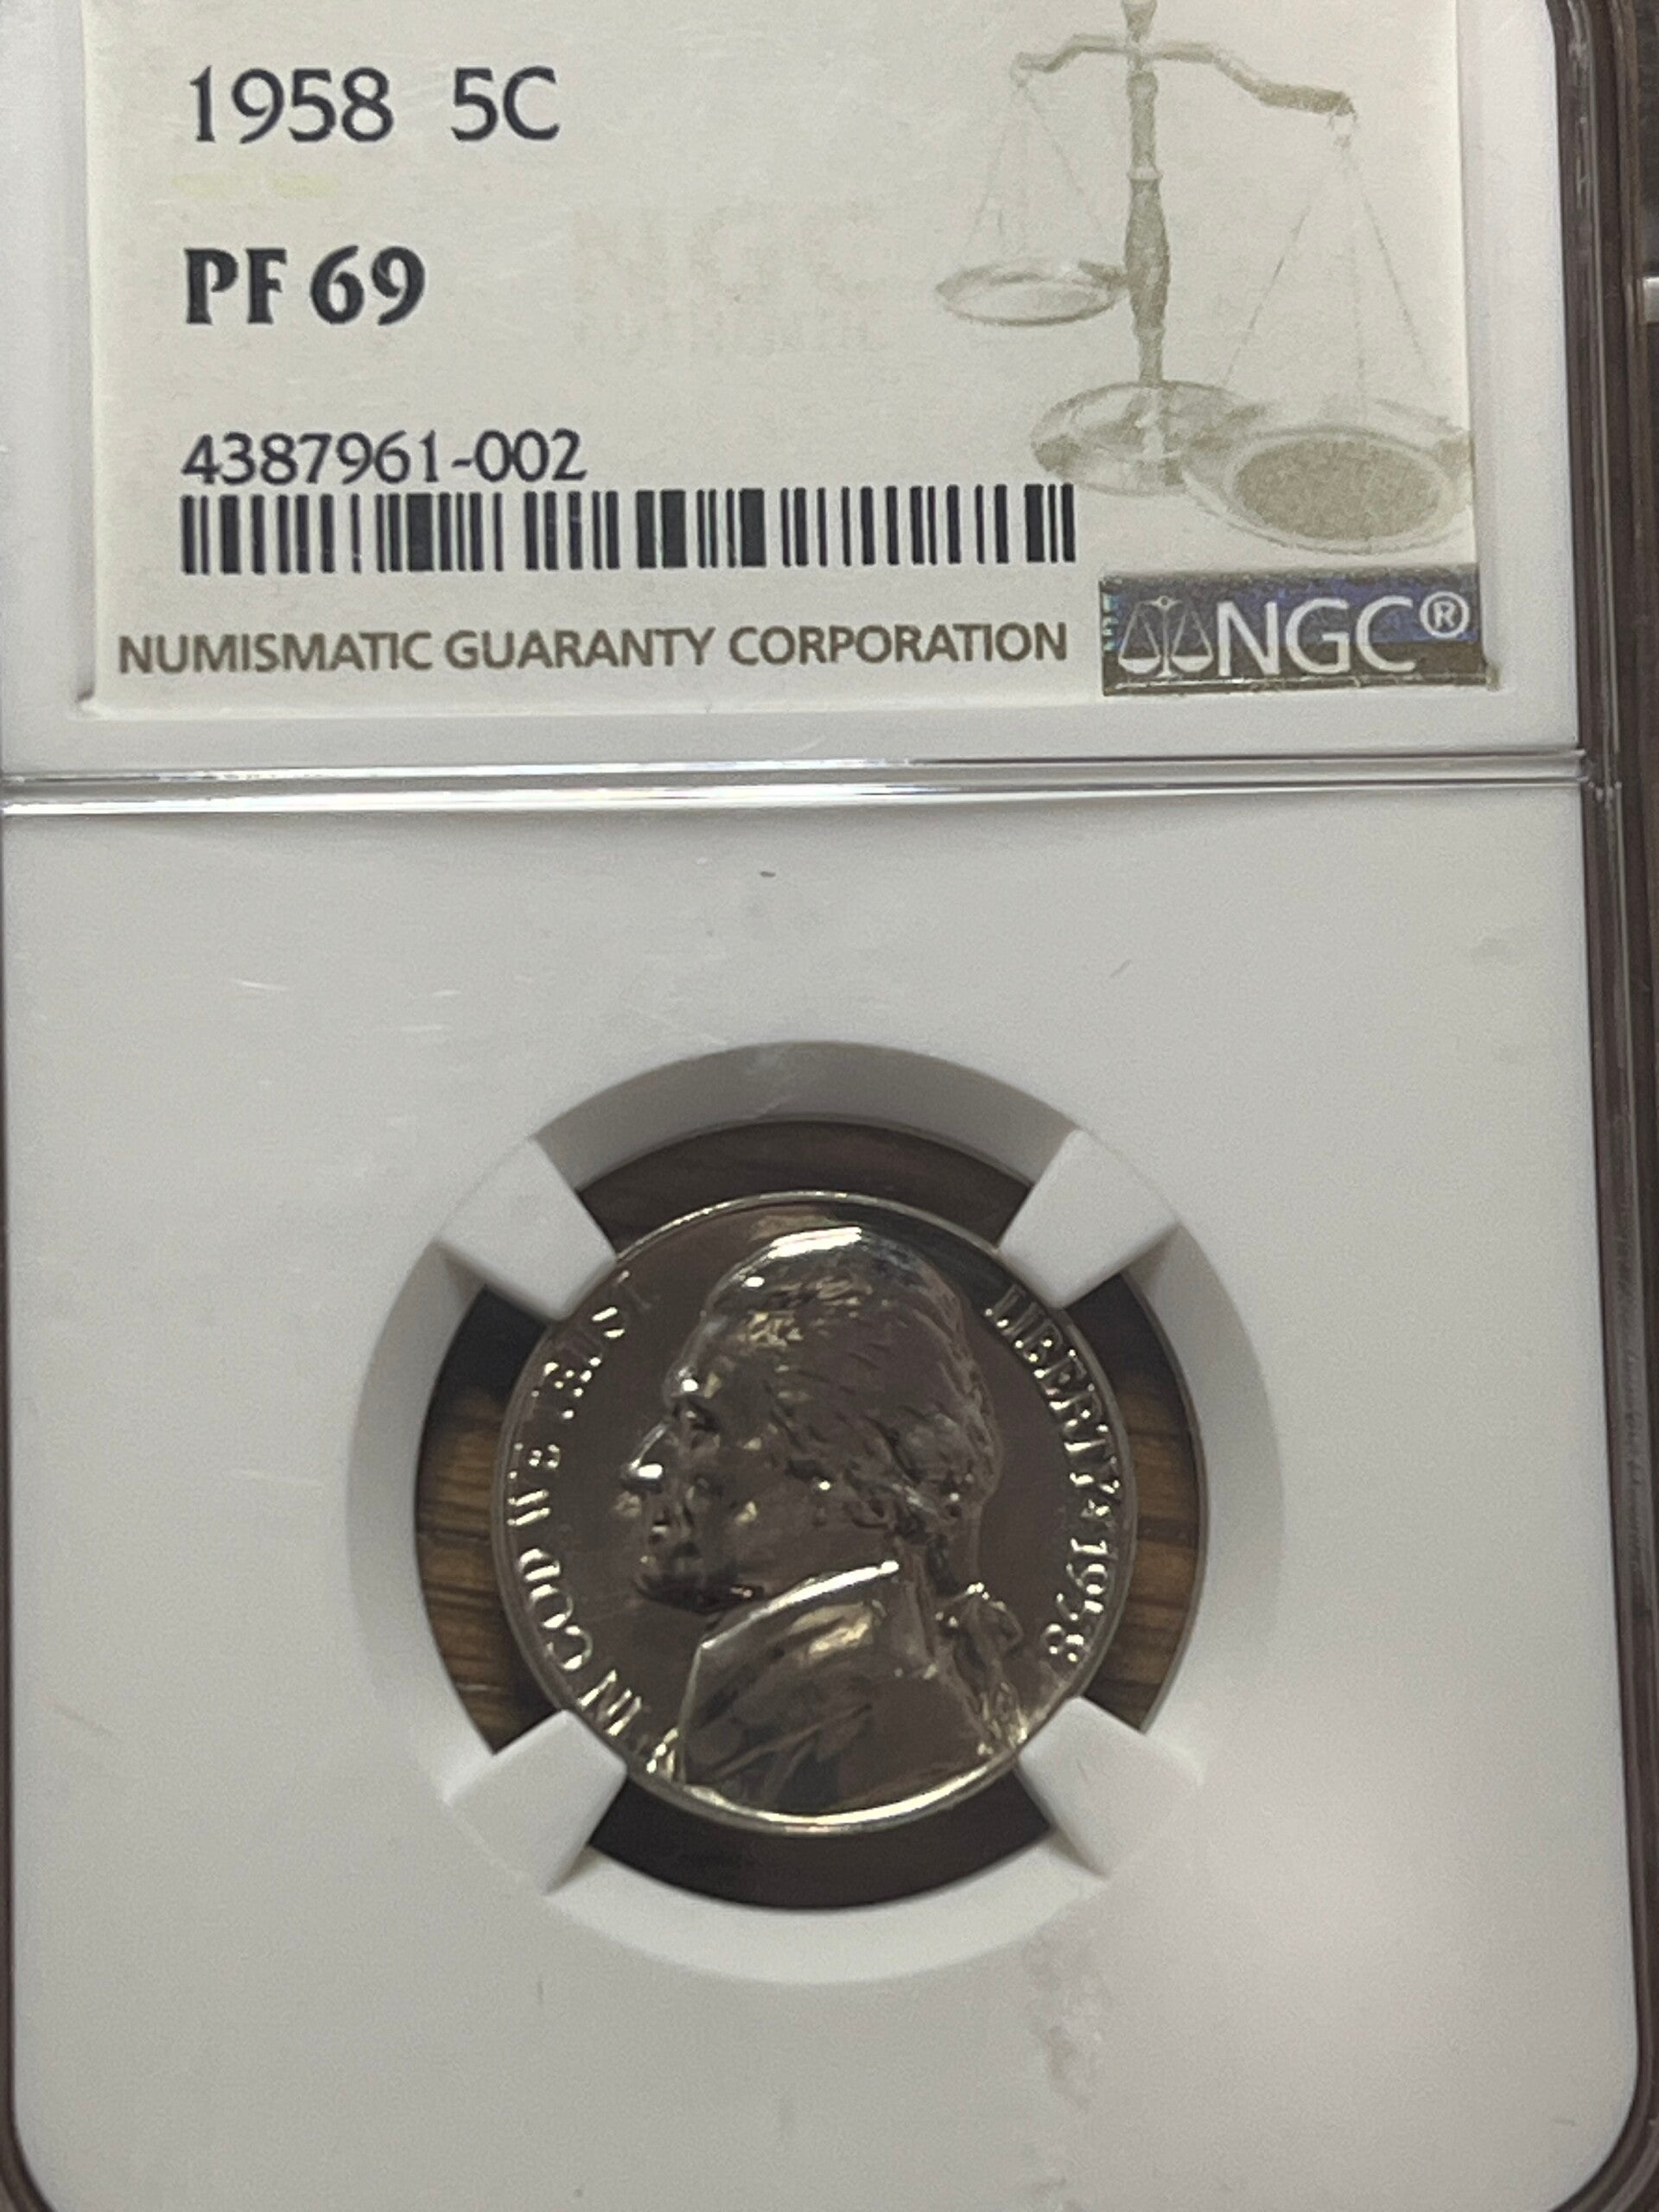 1958 5C
PF 69
4387961-002
NUMISMATIC GUARANTY CORPORATION
NGC®
IN GOD WE TRUST
LIBERTY★1958